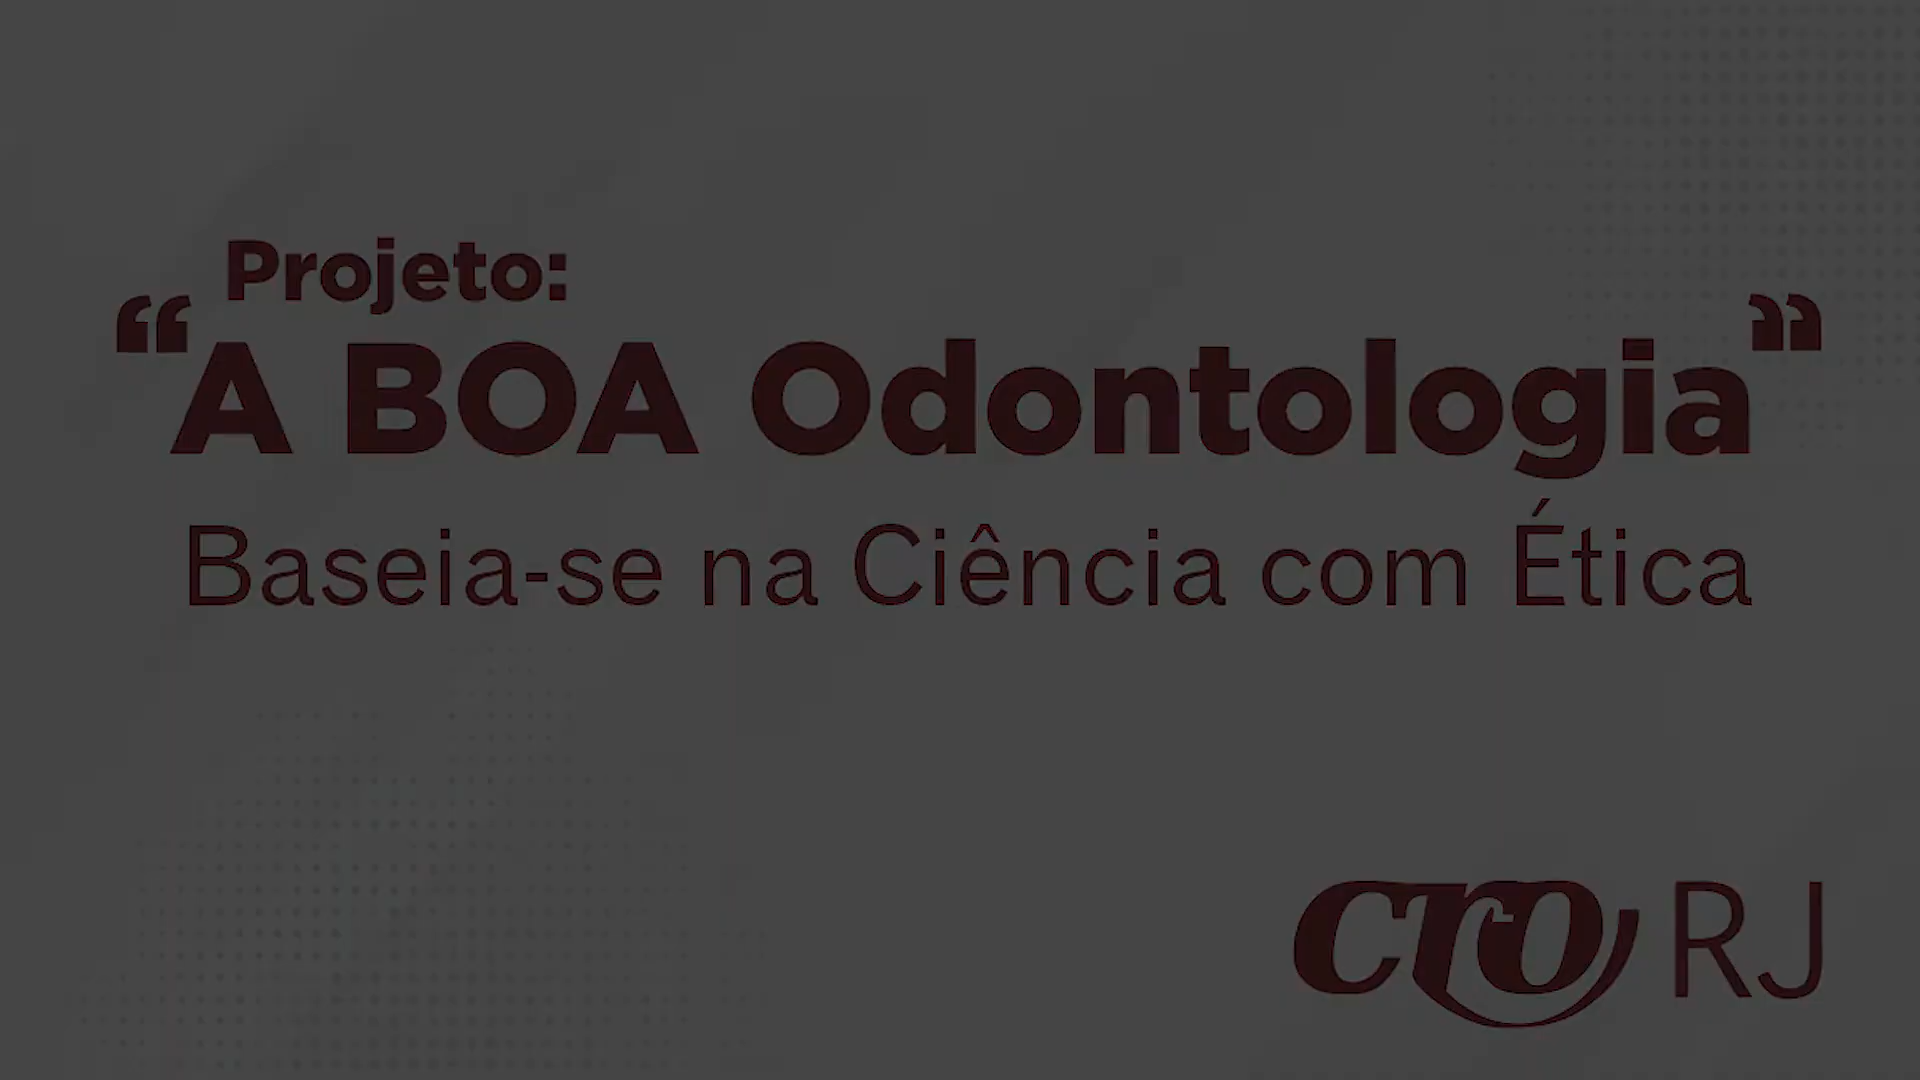 Projeto:
“A BOA Odontologia”
Baseia-se na Ciência com Ética
cro RJ